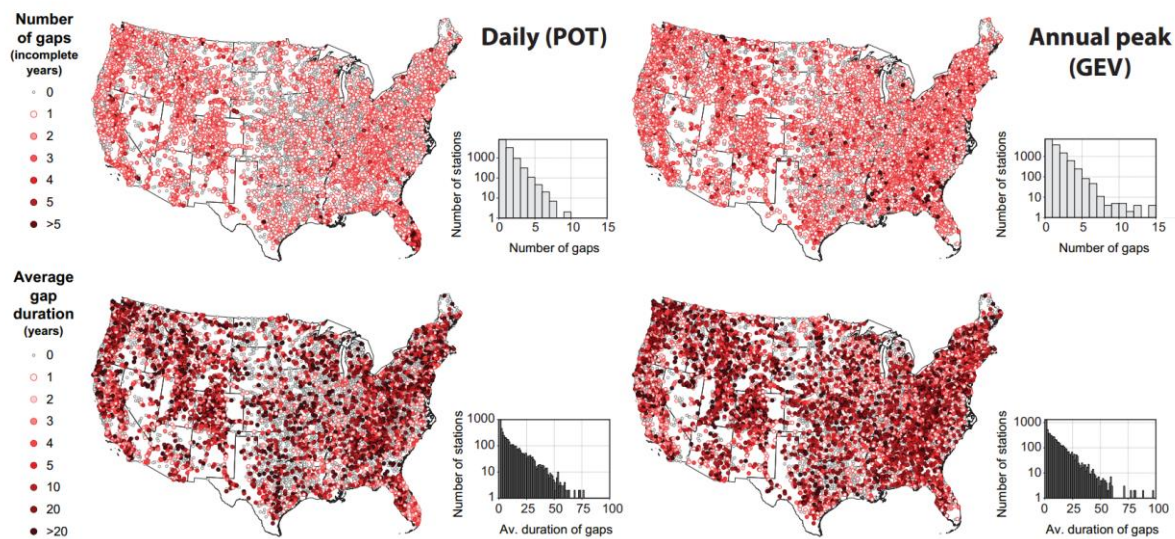 Number
of gaps
(incomplete
years)
0
1
2
3
4
5
>5
Daily (POT)
Number of stations
1000
100
10
1
0
5
10
15
Number of gaps
Annual peak
(GEV)
Number of stations
1000
100
10
1
0
5
10
15
Number of gaps
Average
gap
duration
(years)
0
1
2
3
4
5
10
20
>20
Number of stations
1000
100
10
1
0
25
50
75
100
Av. duration of gaps
Number of stations
1000
100
10
1
0
25
50
75
100
Av. duration of gaps